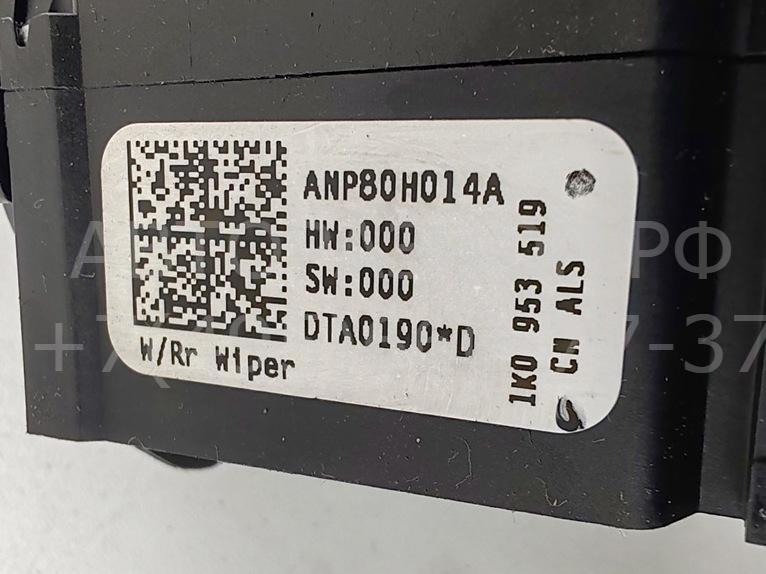 ANP80H014A
HW:000
SW:000
DTA0190*D
W/Rr Wiper
1K0 953 519
CN ALS